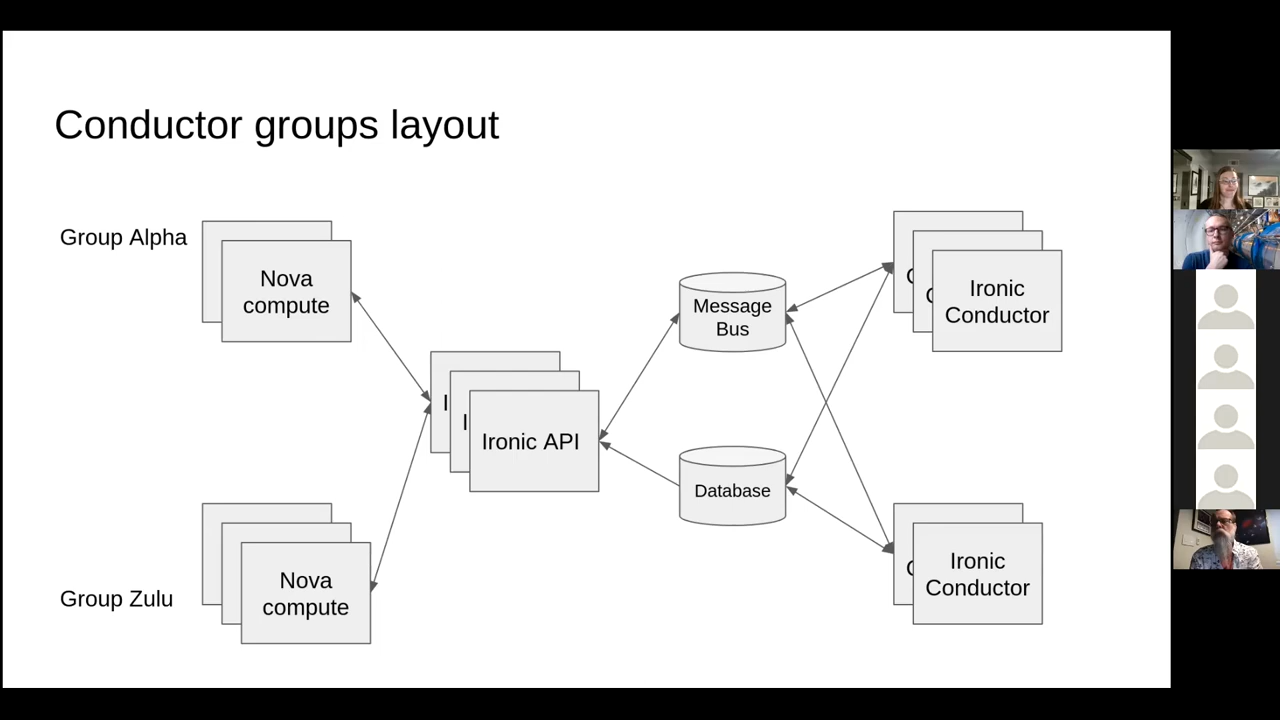 Conductor groups layout
Group Alpha
Nova
compute
Message
Bus
Ironic
Conductor
Ironic API
Database
Group Zulu
Nova
compute
Ironic
Conductor